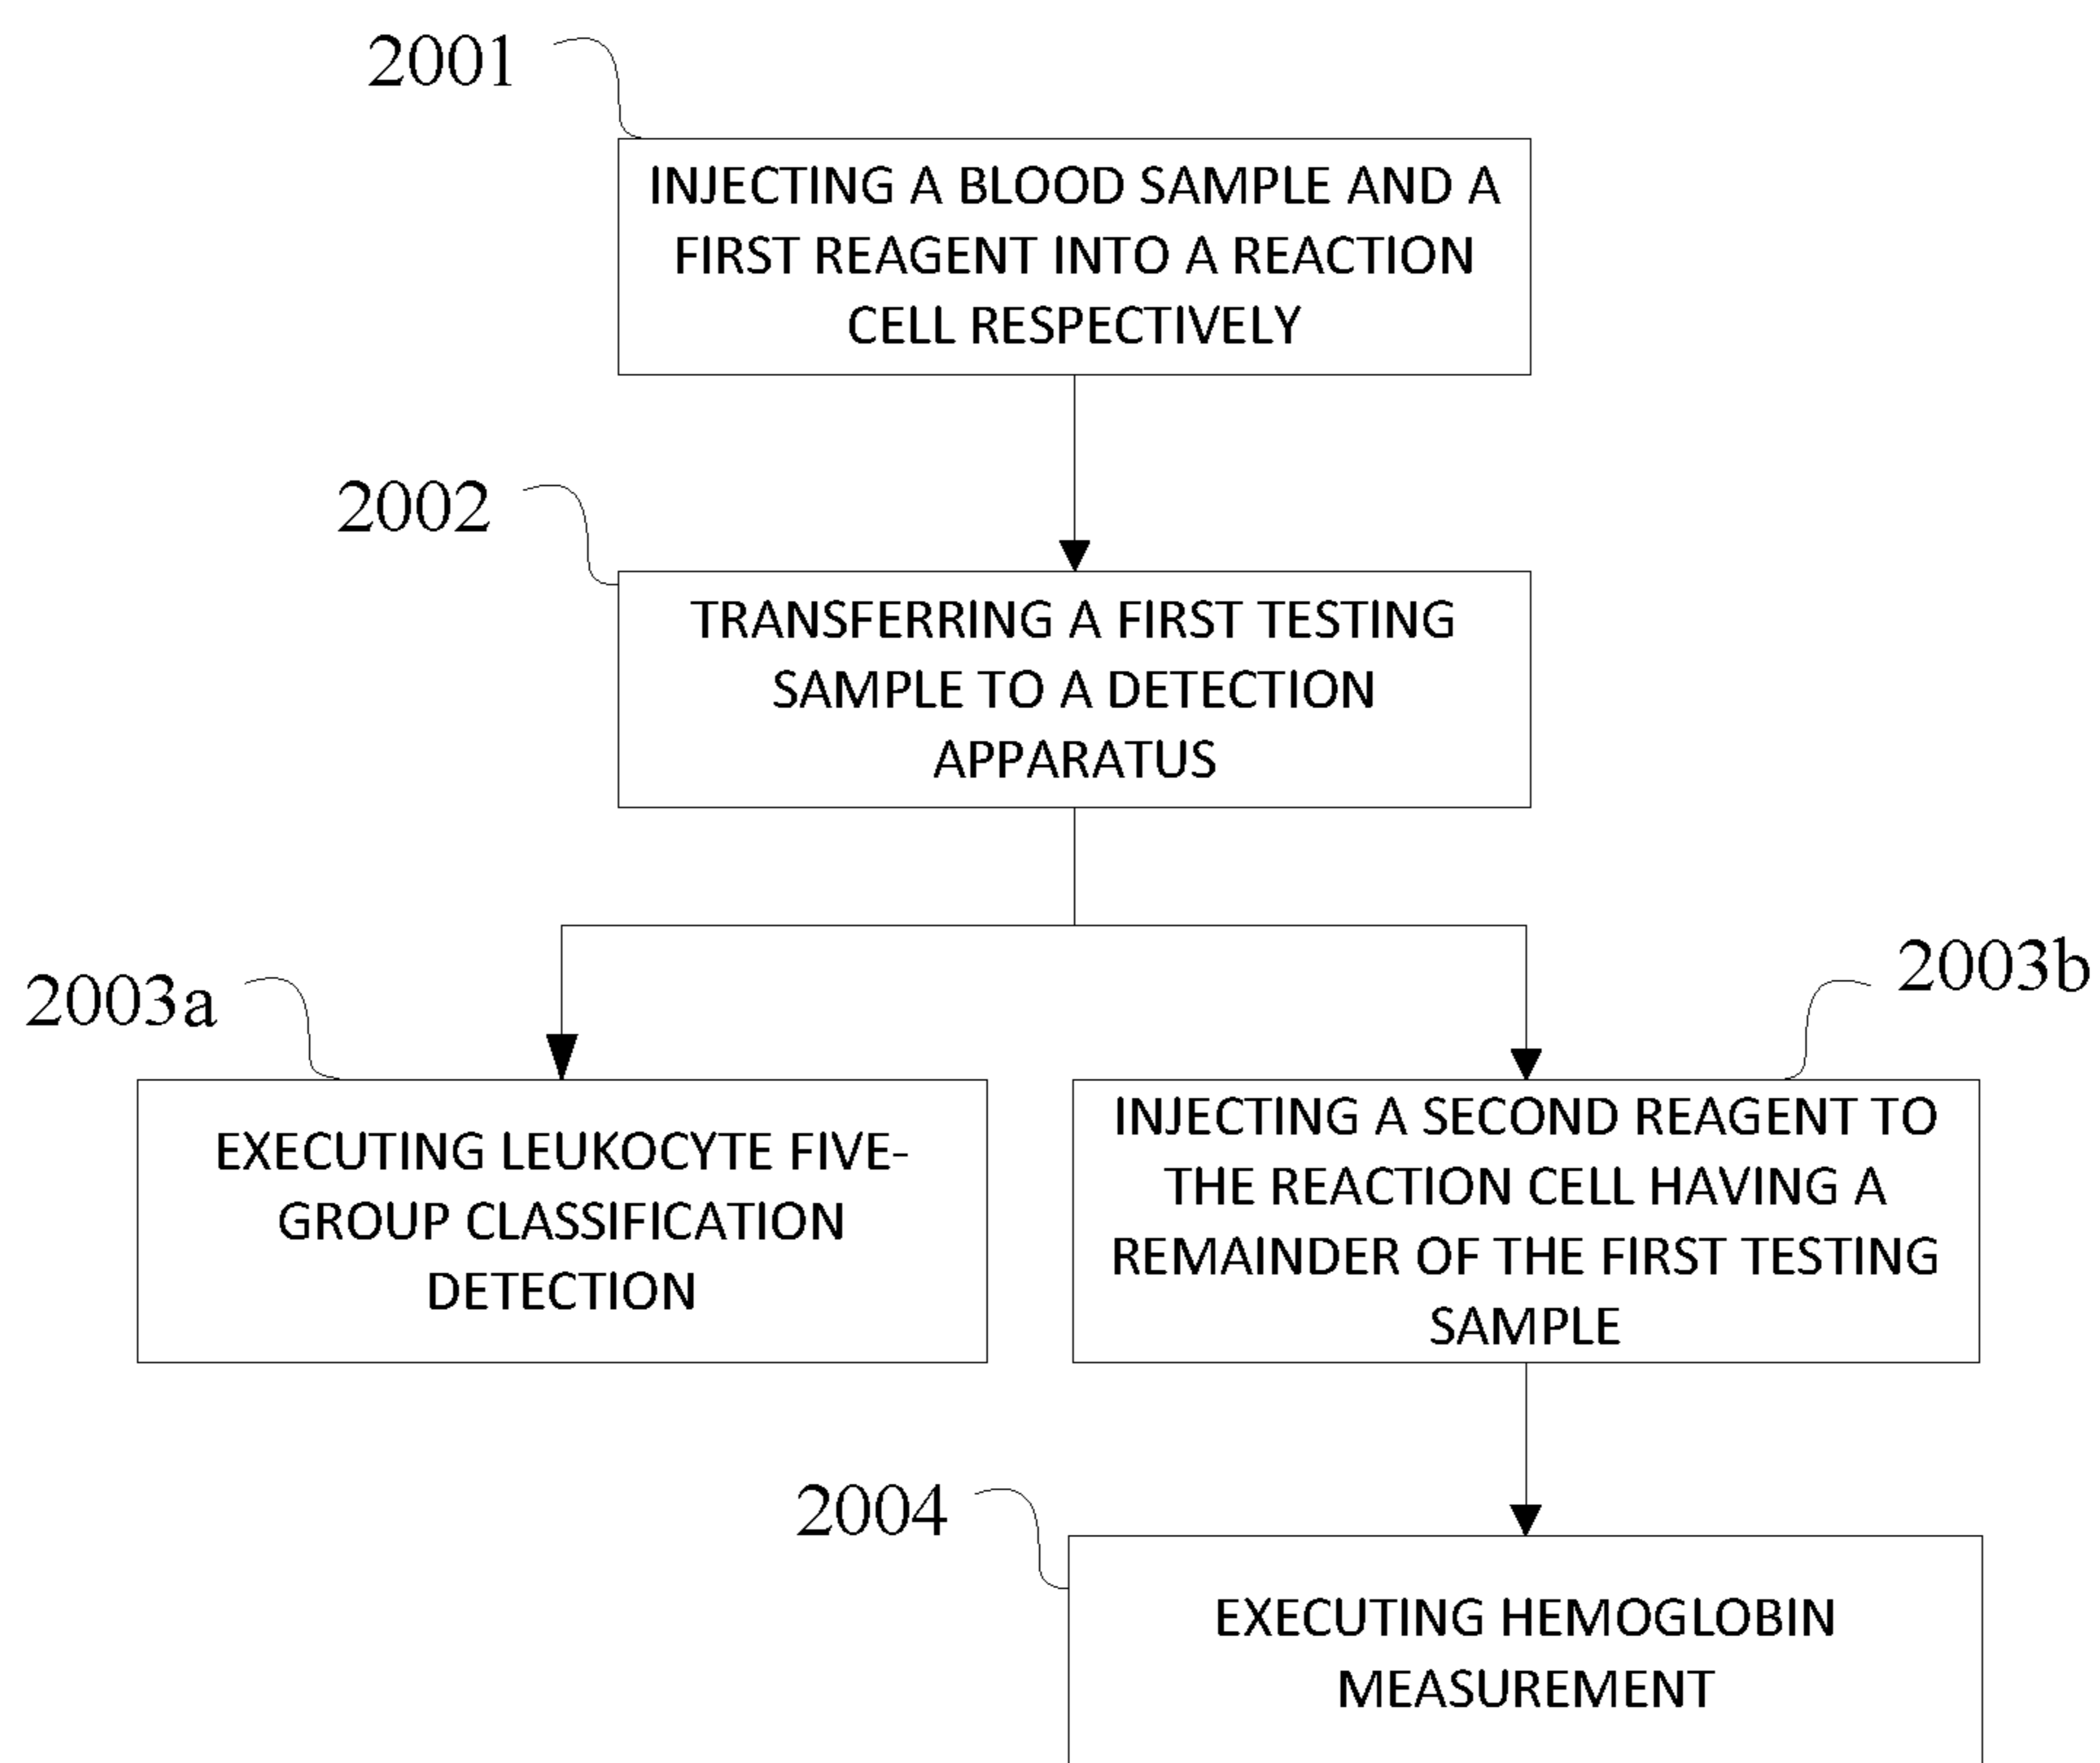 2001
INJECTING A BLOOD SAMPLE AND A
FIRST REAGENT INTO A REACTION
CELL RESPECTIVELY
2002
TRANSFERRING A FIRST TESTING
SAMPLE TO A DETECTION
APPARATUS
2003a
EXECUTING LEUKOCYTE FIVE-
GROUP CLASSIFICATION
DETECTION
2003b
INJECTING A SECOND REAGENT TO
THE REACTION CELL HAVING A
REMAINDER OF THE FIRST TESTING
SAMPLE
2004
EXECUTING HEMOGLOBIN
MEASUREMENT